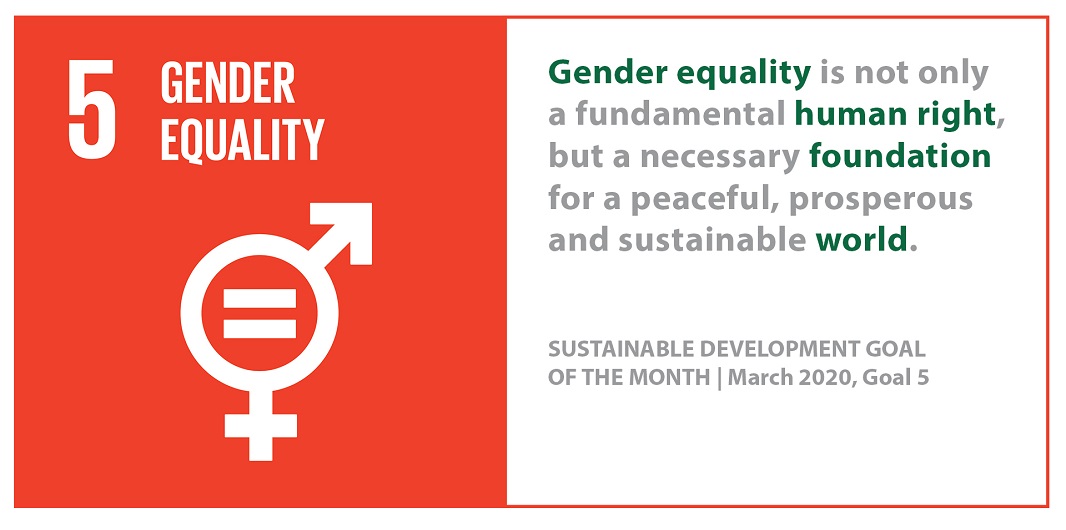 5 GENDER
EQUALITY
Gender equality is not only
a fundamental human right,
but a necessary foundation
for a peaceful, prosperous
and sustainable world.
SUSTAINABLE DEVELOPMENT GOAL
OF THE MONTH | March 2020, Goal 5